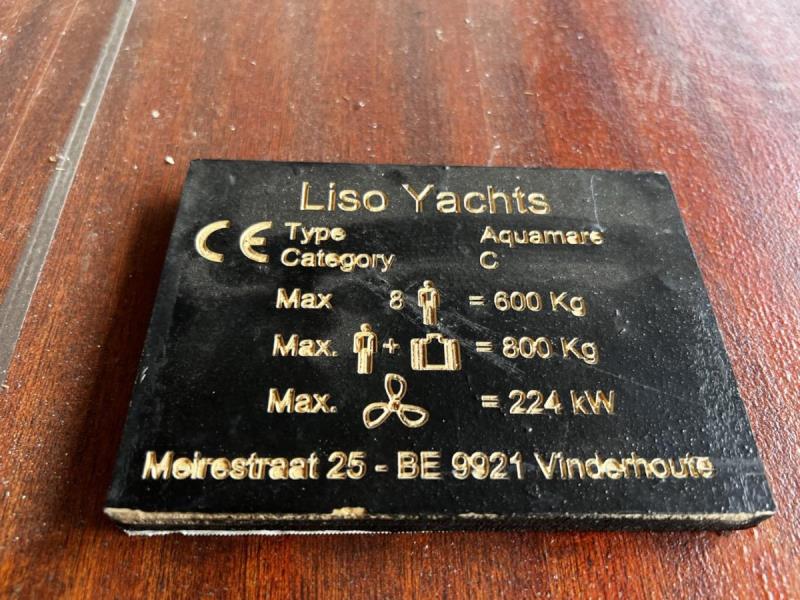 Liso Yachts
CE Type Aquamare
Category C
Max 8 = 600 Kg
Max. + = 800 Kg
Max. = 224 kW
Meirestraat 25 - BE 9921 Vinderhoute